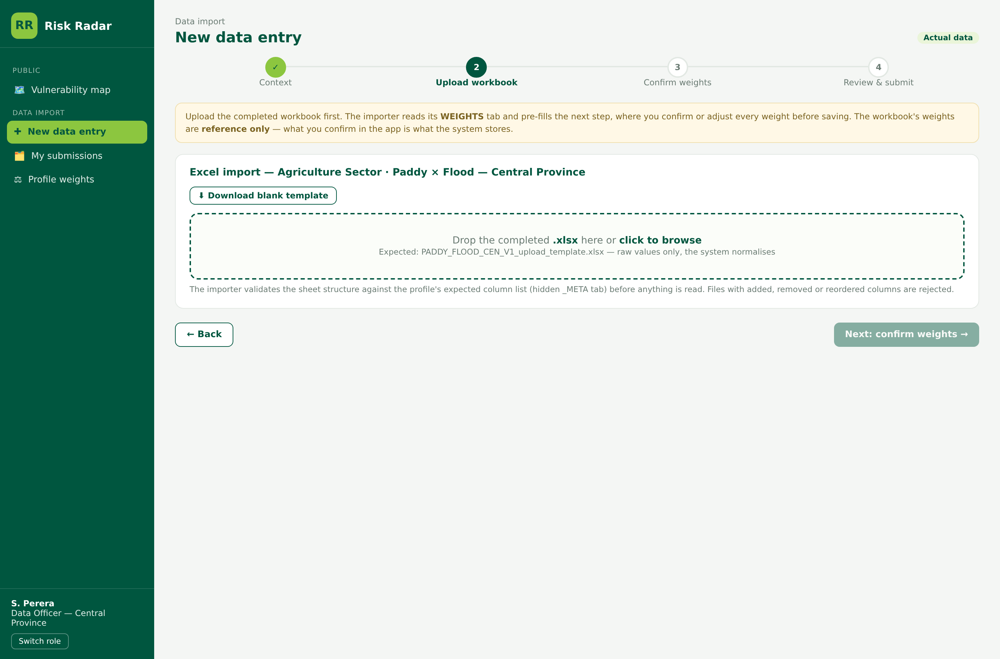 RR Risk Radar
PUBLIC
Vulnerability map
DATA IMPORT
New data entry
My submissions
Profile weights
S. Perera
Data Officer — Central
Province
Switch role
Data import
New data entry
Actual data
✓
Context
2
Upload workbook
3
Confirm weights
4
Review & submit
Upload the completed workbook first. The importer reads its WEIGHTS tab and pre-fills the next step, where you confirm or adjust every weight before saving. The workbook's weights
are reference only — what you confirm in the app is what the system stores.
Excel import — Agriculture Sector · Paddy × Flood — Central Province
⬇ Download blank template
Drop the completed .xlsx here or click to browse
Expected: PADDY_FLOOD_CEN_V1_upload_template.xlsx — raw values only, the system normalises
The importer validates the sheet structure against the profile's expected column list (hidden _META tab) before anything is read. Files with added, removed or reordered columns are rejected.
← Back
Next: confirm weights →